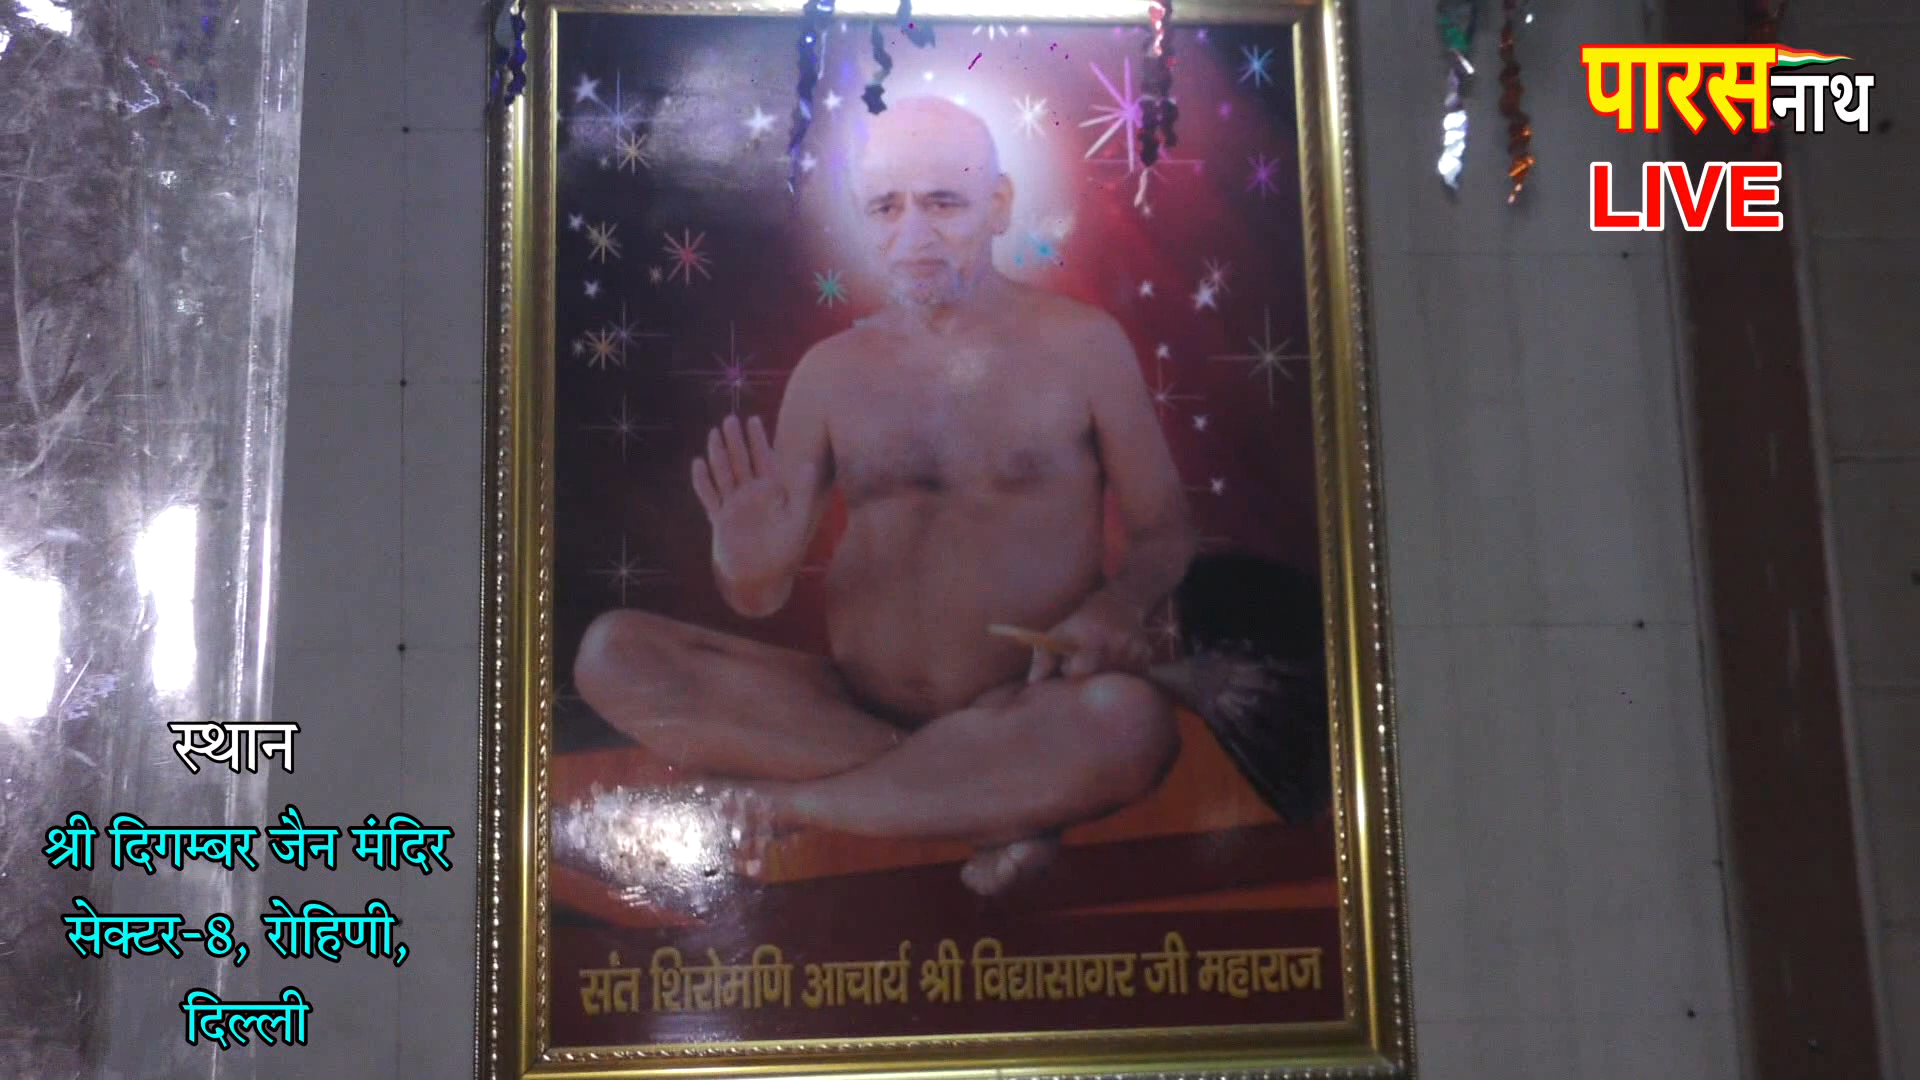 पारसनाथ
LIVE
स्थान
श्री दिगम्बर जैन मंदिर
सेक्टर-8, रोहिणी,
दिल्ली
संत शिरोमणि आचार्य श्री विद्यासागर जी महाराज